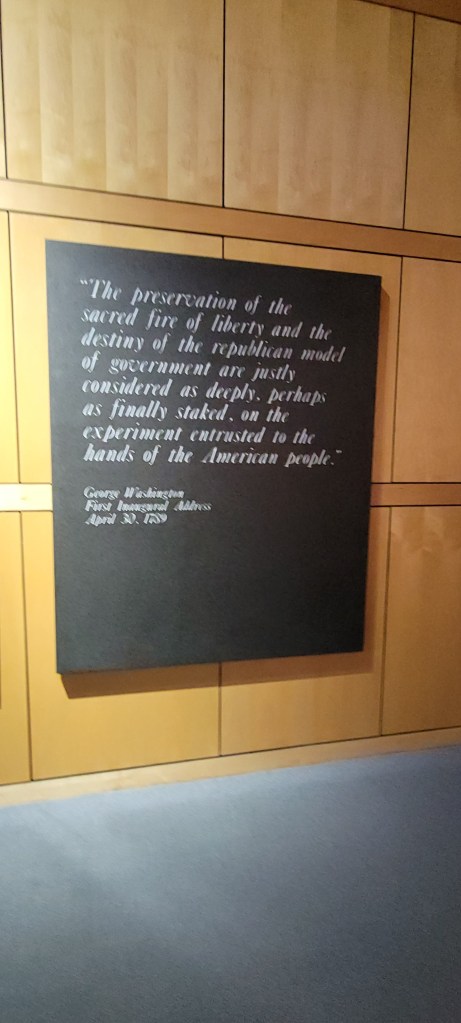 “The preservation of the
sacred fire of liberty and the
destiny of the republican model
of government are justly
considered as deeply, perhaps
as finally staked, on the
experiment entrusted to the
hands of the American people.”
George Washington
First Inaugural Address
April 30, 1789